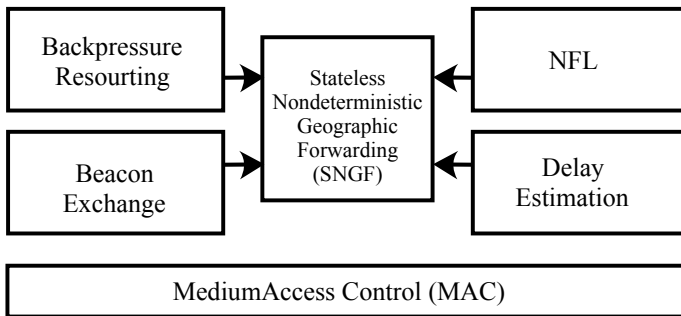 Backpressure
Resourting
Stateless
Nondeterministic
Geographic
Forwarding
(SNGF)
NFL
Beacon
Exchange
Delay
Estimation
MediumAccess Control (MAC)